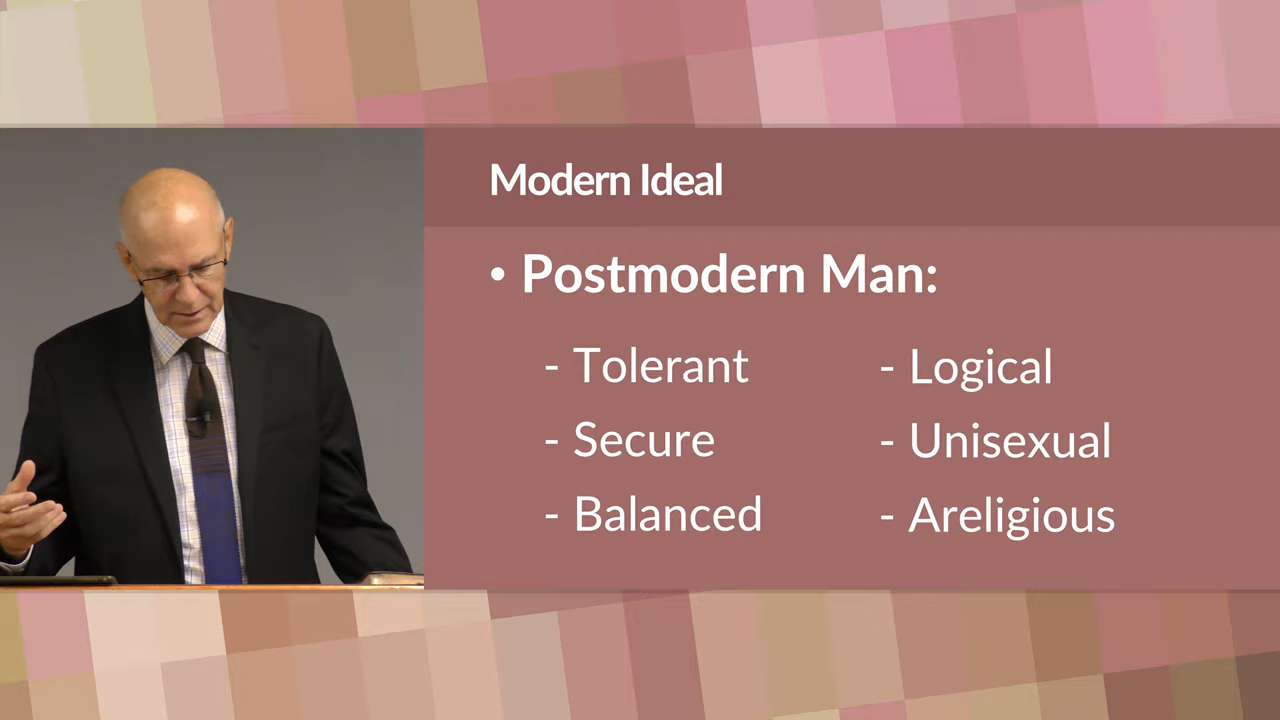 Modern Ideal
• Postmodern Man:
- Tolerant
- Secure
- Balanced
- Logical
- Unisexual
- Areligious